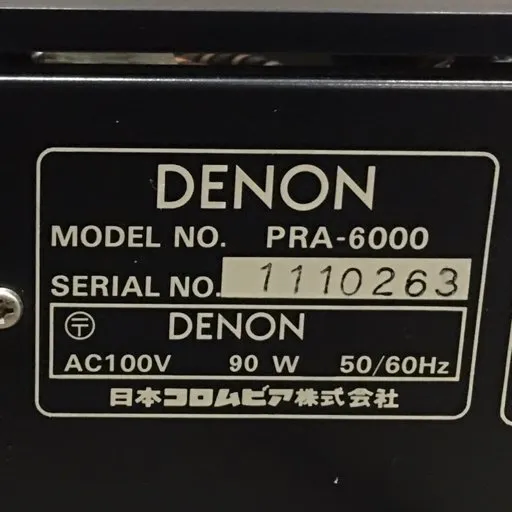 DENON
MODEL NO. PRA-6000
SERIAL NO. 1110263
〒 DENON
AC100V 90 W 50/60Hz
日本コロムビア株式会社